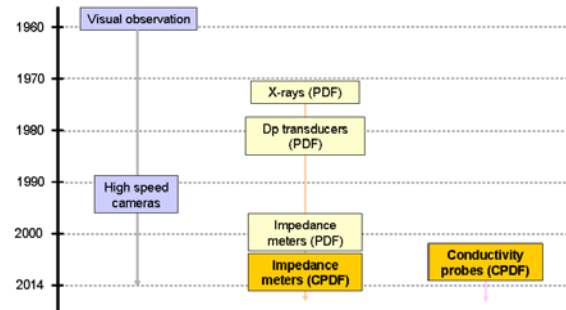 1960
Visual observation
1970
X-rays (PDF)
1980
Dp transducers
(PDF)
1990
High speed
cameras
2000
Impedance
meters (PDF)
Impedance
meters (CPDF)
Conductivity
probes (CPDF)
2014